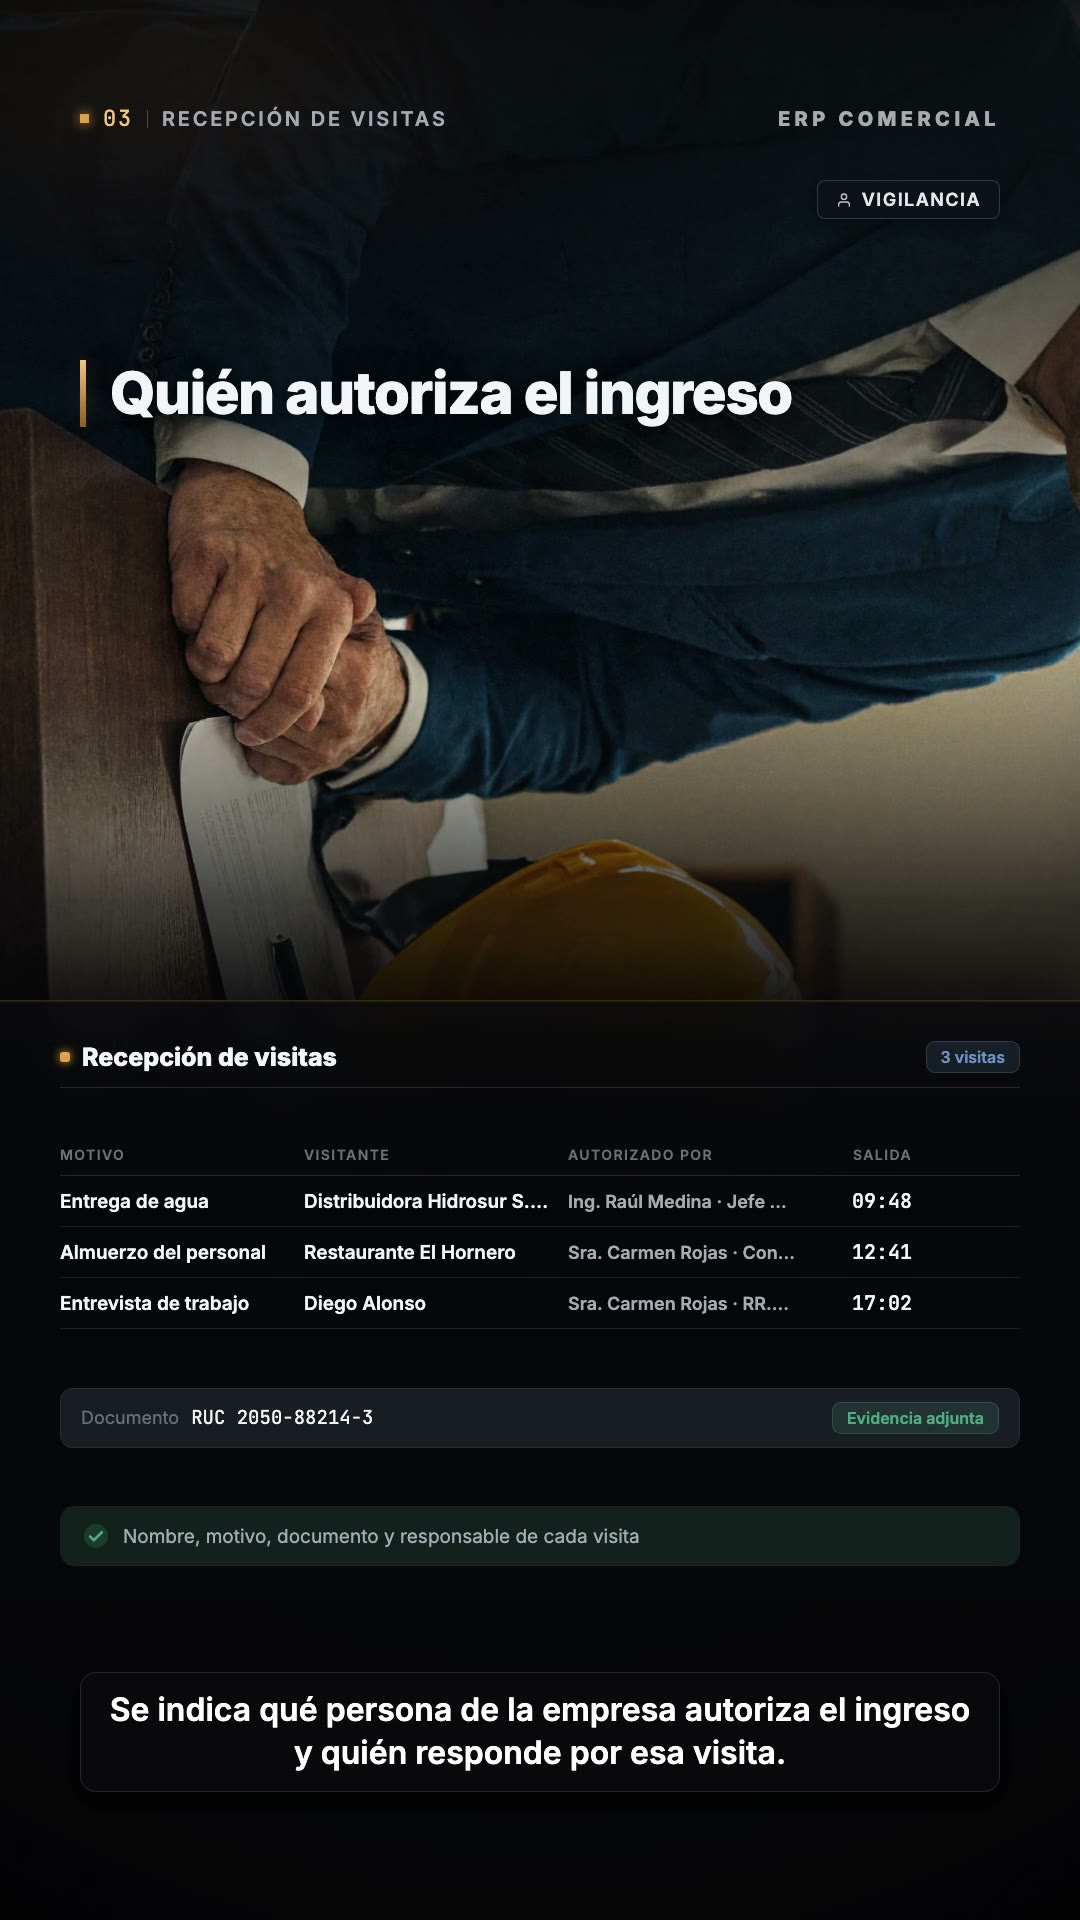 03 | RECEPCIÓN DE VISITAS
ERP COMERCIAL
VIGILANCIA
Quién autoriza el ingreso
Recepción de visitas
3 visitas
MOTIVO VISITANTE AUTORIZADO POR SALIDA
Entrega de agua Distribuidora Hidrosur S.... Ing. Raúl Medina · Jefe ... 09:48
Almuerzo del personal Restaurante El Hornero Sra. Carmen Rojas · Con... 12:41
Entrevista de trabajo Diego Alonso Sra. Carmen Rojas · RR.... 17:02
Documento RUC 2050-88214-3 Evidencia adjunta
Nombre, motivo, documento y responsable de cada visita
Se indica qué persona de la empresa autoriza el ingreso
y quién responde por esa visita.